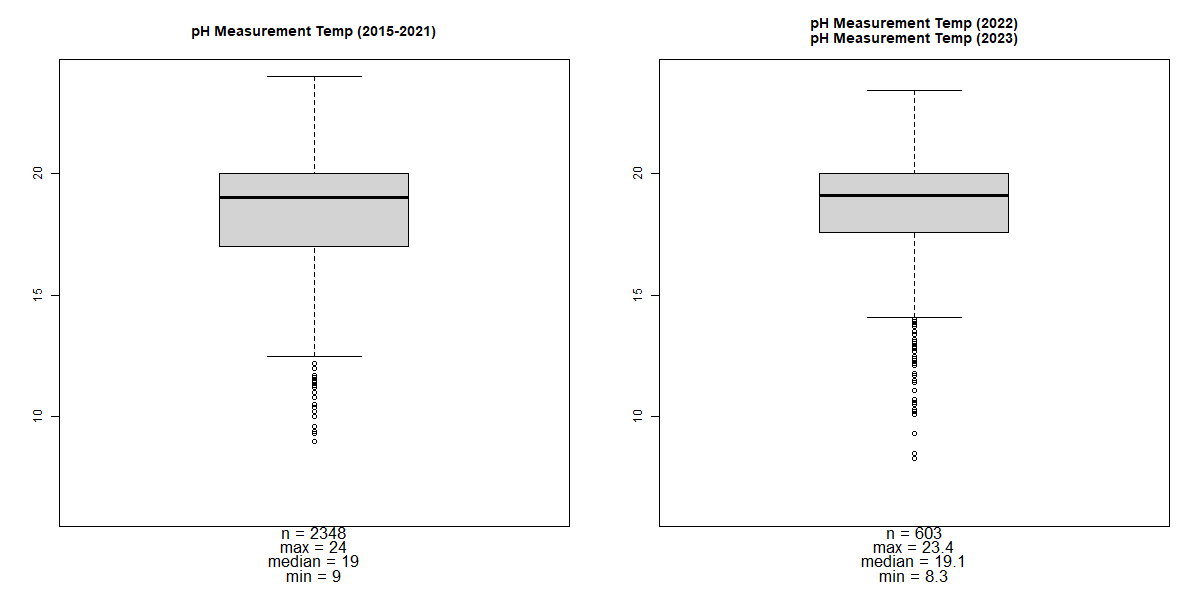 pH Measurement Temp (2015-2021)
20
15
10
n = 2348
max = 24
median = 19
min = 9
pH Measurement Temp (2022)
pH Measurement Temp (2023)
20
15
10
n = 603
max = 23.4
median = 19.1
min = 8.3